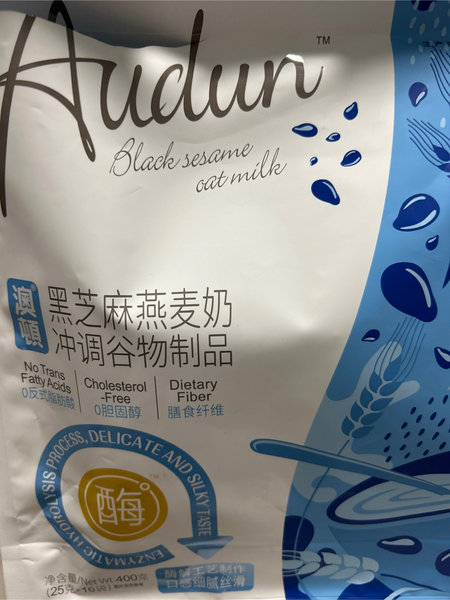 Audun™
Black sesame
oat milk
澳頓®
黑芝麻燕麦奶
冲调谷物制品
No Trans
Fatty Acids
0反式脂肪酸
Cholesterol
-Free
0胆固醇
Dietary
Fiber
膳食纤维
ENZYMATIC HYDROLYSIS PROCESS, DELICATE AND SILKY TASTE
酶
净含量/Net Wt 400克
(25克×16袋)
酶解工艺制作
口感细腻丝滑